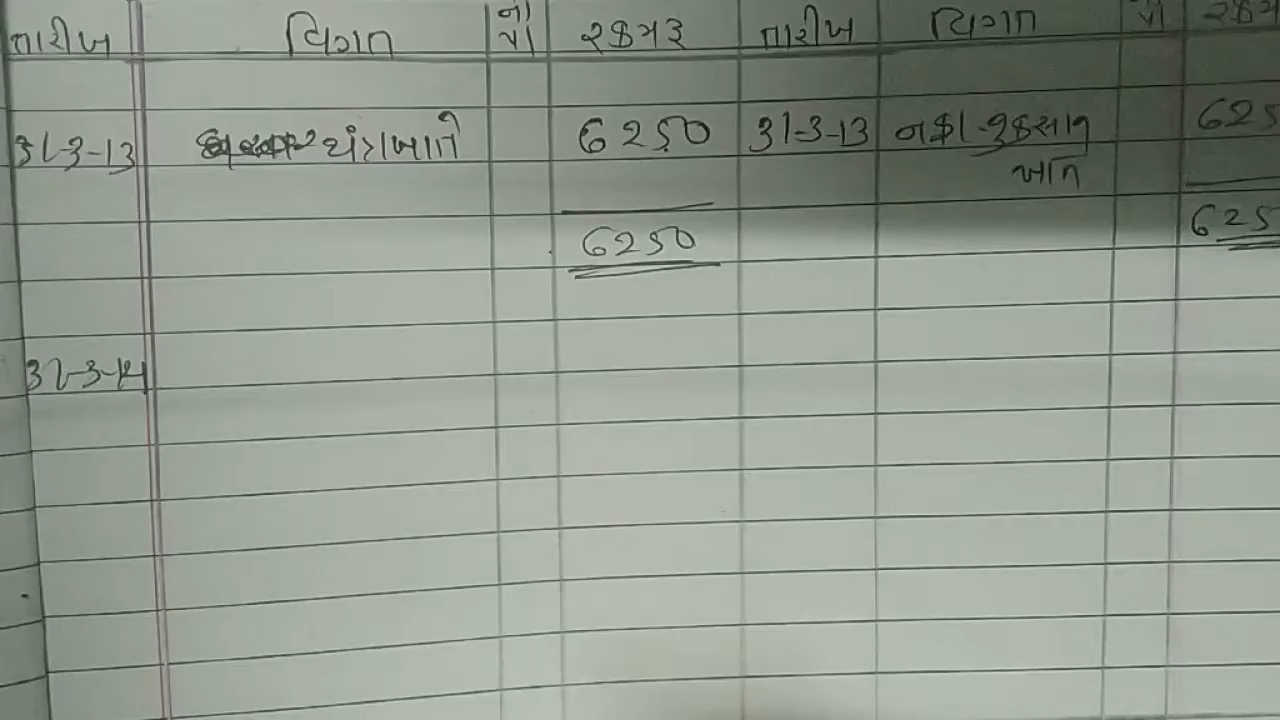 તારીખ વિગત ના પા રકમ રૂ તારીખ વિગત પા રકમ
31-3-13 યંત્રખાતે 6250 31-3-13 નફા-નુકસાન 625
ખાતે
6250 625
31-3-14